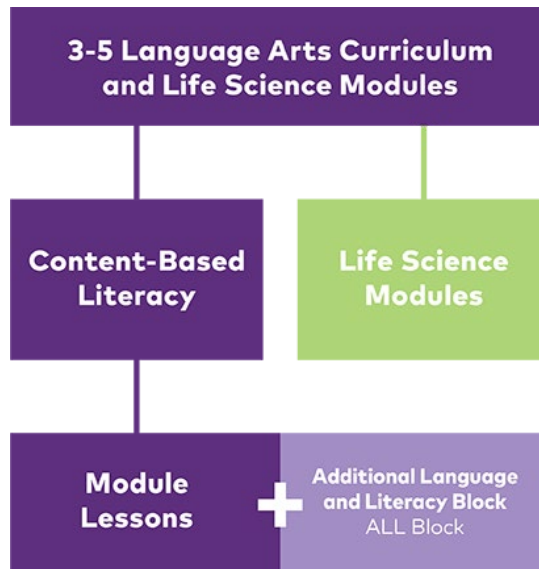 3-5 Language Arts Curriculum
and Life Science Modules
Content-Based
Literacy
Life Science
Modules
Module
Lessons
+
Additional Language
and Literacy Block
ALL Block